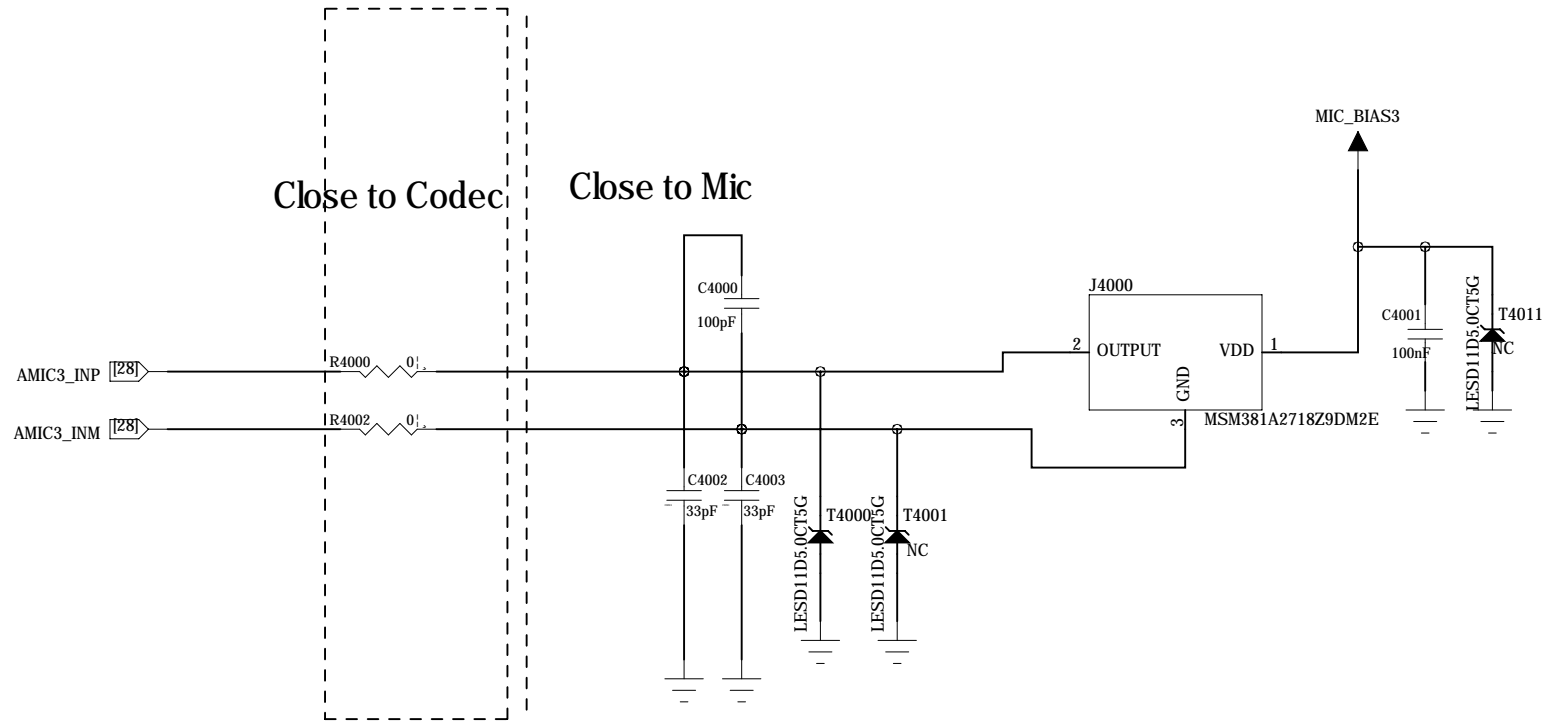 MIC_BIAS3
Close to Codec
Close to Mic
J4000
C4000
100pF
C4001
100nF
LESD11D5.0CT5G
T4011
NC
2
OUTPUT
VDD
1
GND
3
MSM381A2718Z9DM2E
AMIC3_INP
[28]
R4000
0
AMIC3_INM
[28]
R4002
0
C4002
33pF
C4003
33pF
LESD11D5.0CT5G
T4000
LESD11D5.0CT5G
T4001
NC